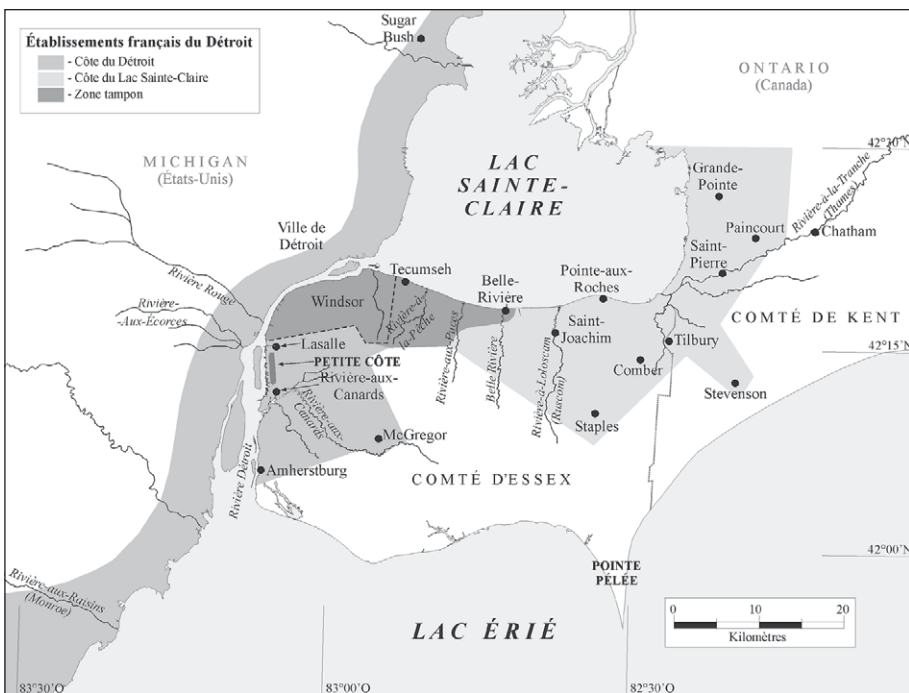 Établissements français du Détroit
- Côte du Détroit
- Côte du Lac Sainte-Claire
- Zone tampon
Sugar
Bush
ONTARIO
(Canada)
42°30'N
MICHIGAN
(États-Unis)
LAC
SAINTE-
CLAIRE
Grande-
Pointe
Rivière-à-la-Tranche
(Thames)
Ville de
Détroit
Paincourt
Chatham
Saint-
Pierre
Tecumseh
Belle-
Rivière
Pointe-aux-
Roches
Rivière Rougé
Windsor
Rivière-à-
la-Pêche
Rivière-
Aux-Écorces
Rivière-aux-Puces
Belle Rivière
Rivière-à-Loloscam
(Ruscom)
Saint-
Joachim
COMTÉ DE KENT
Lasalle
Tilbury
42°15'N
PETITE CÔTE
Comber
Rivière-aux-
Canards
Rivière-aux-
Canards
Stevenson
Staples
McGregor
Amherstburg
Rivière Détroit
COMTÉ D'ESSEX
42°00'N
POINTE
PÉLÉE
Rivière-aux-Raisins
(Monroe)
LAC ÉRIÉ
0 10 20
Kilomètres
83°30'O
83°00'O
82°30'O